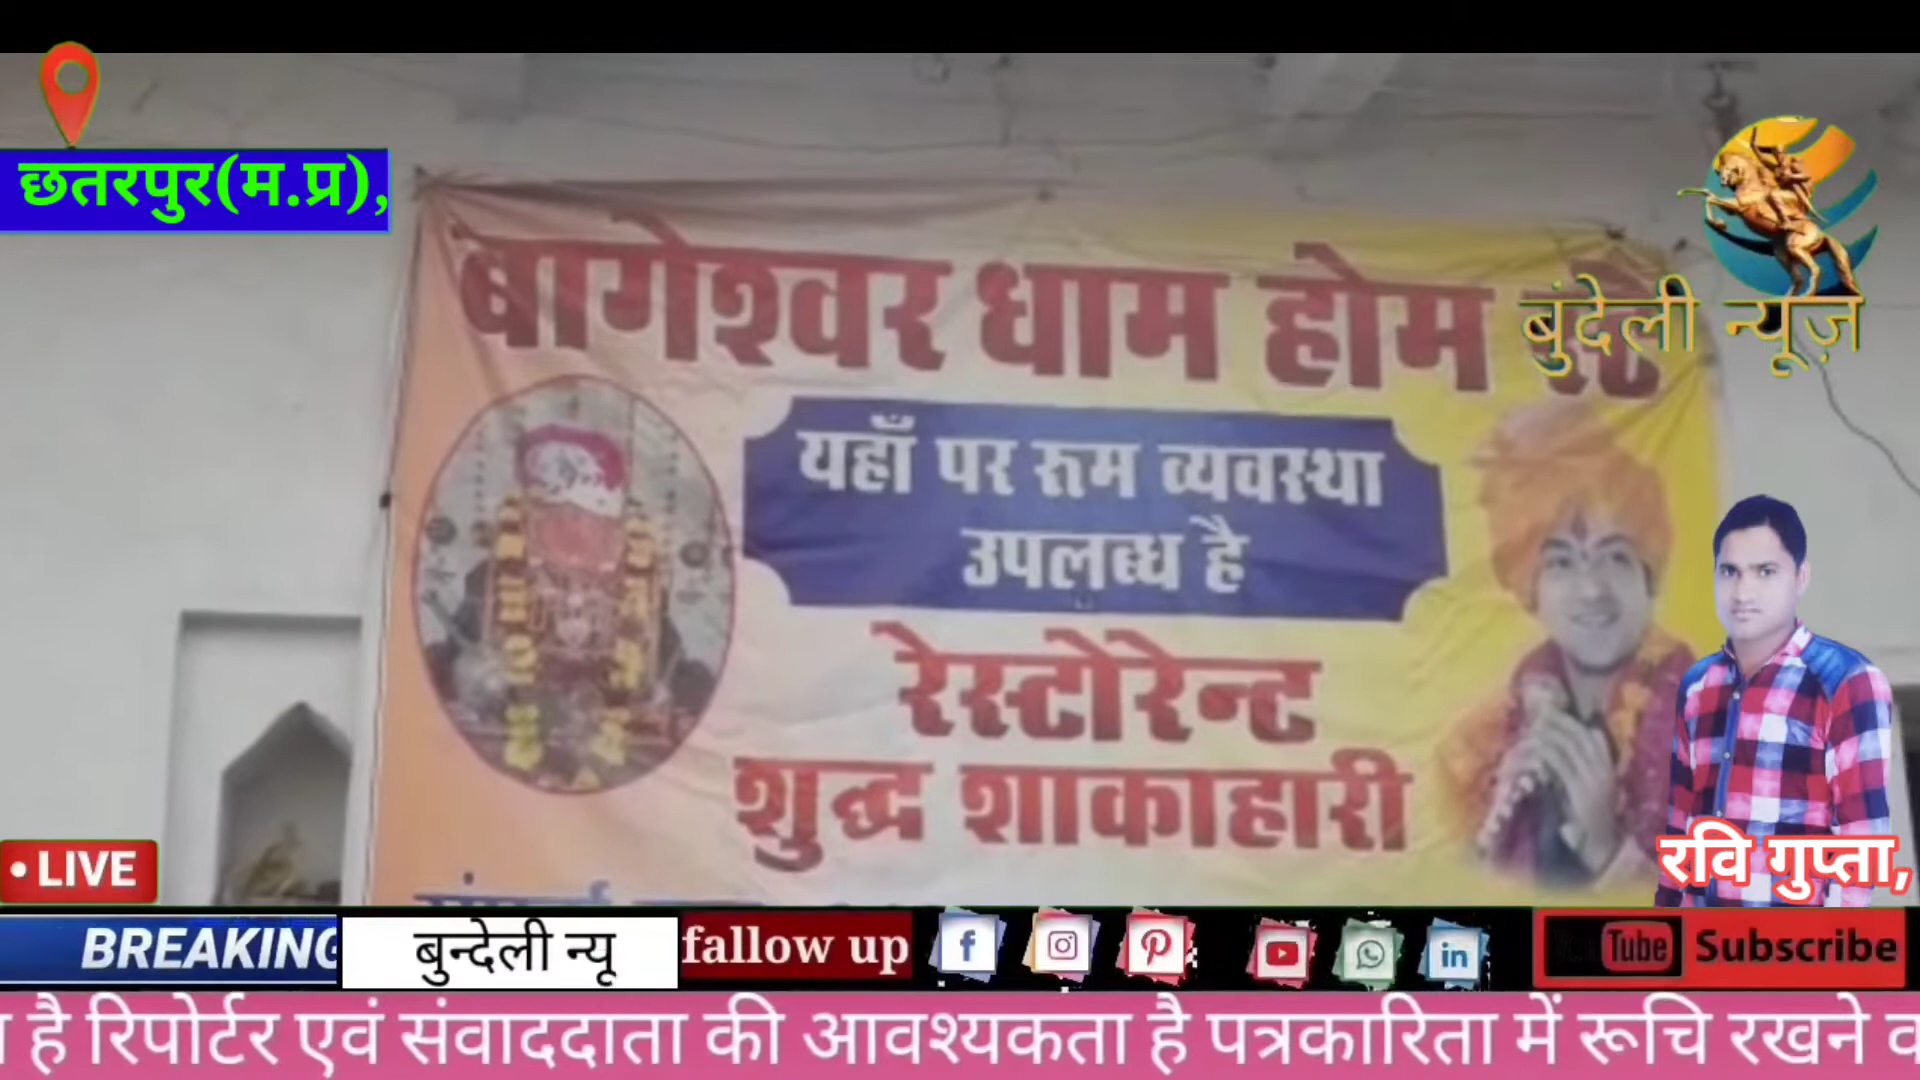 छतरपुर(म.प्र),
बागेश्वर धाम होम स्टे
बुंदेली न्यूज़
यहाँ पर रूम व्यवस्था
उपलब्ध है
रेस्टोरेन्ट
शुद्ध शाकाहारी
रवि गुप्ता,
• LIVE
BREAKING
बुन्देली न्यू
fallow up
YouTube Subscribe
है रिपोर्टर एवं संवाददाता की आवश्यकता है पत्रकारिता में रूचि रखने